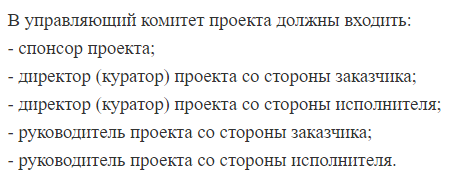 В управляющий комитет проекта должны входить:
- спонсор проекта;
- директор (куратор) проекта со стороны заказчика;
- директор (куратор) проекта со стороны исполнителя;
- руководитель проекта со стороны заказчика;
- руководитель проекта со стороны исполнителя.